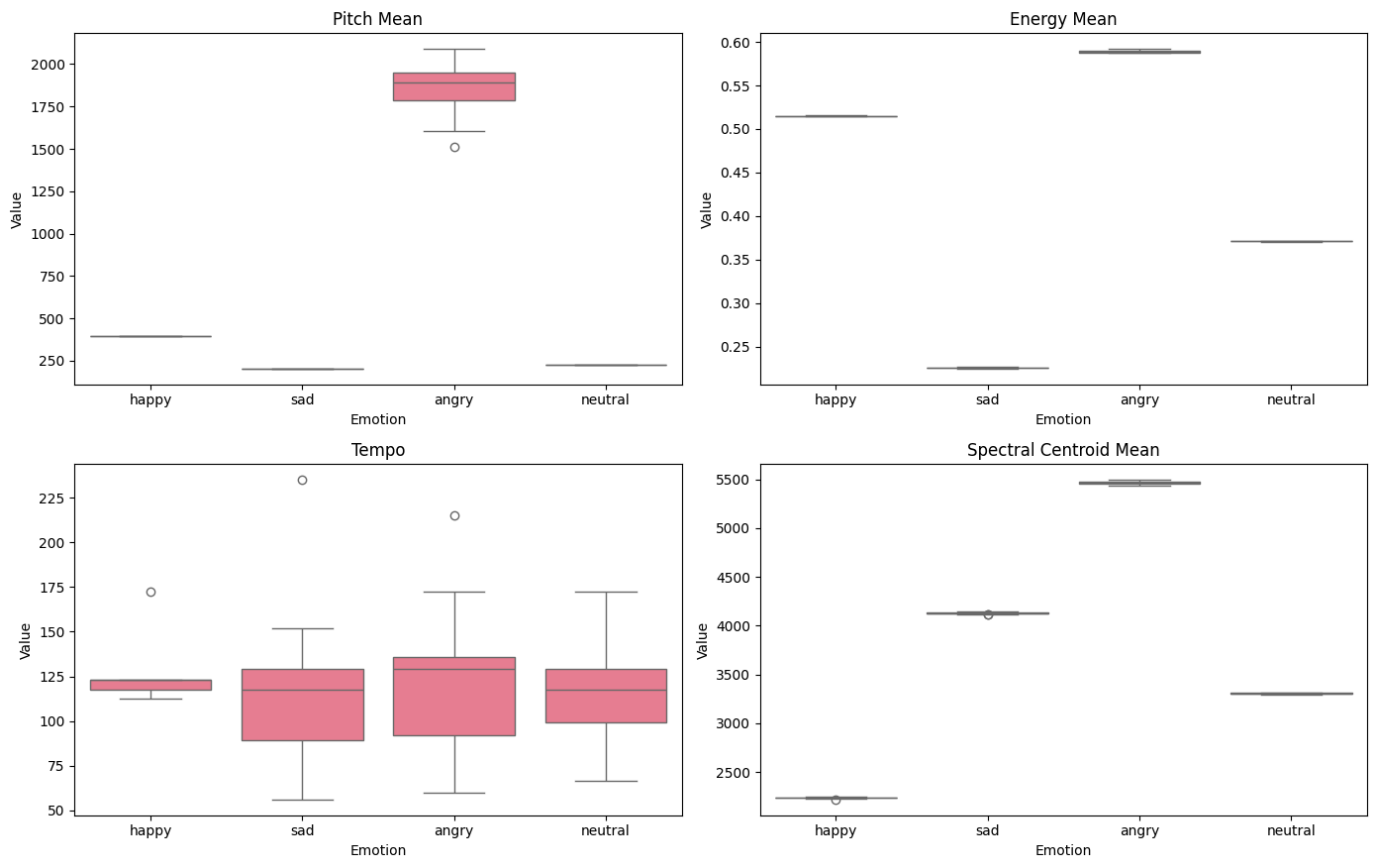 Pitch Mean
Value
2000
1750
1500
1250
1000
750
500
250
happy sad angry neutral
Emotion
Energy Mean
Value
0.60
0.55
0.50
0.45
0.40
0.35
0.30
0.25
happy sad angry neutral
Emotion
Tempo
Value
225
200
175
150
125
100
75
50
happy sad angry neutral
Emotion
Spectral Centroid Mean
Value
5500
5000
4500
4000
3500
3000
2500
happy sad angry neutral
Emotion